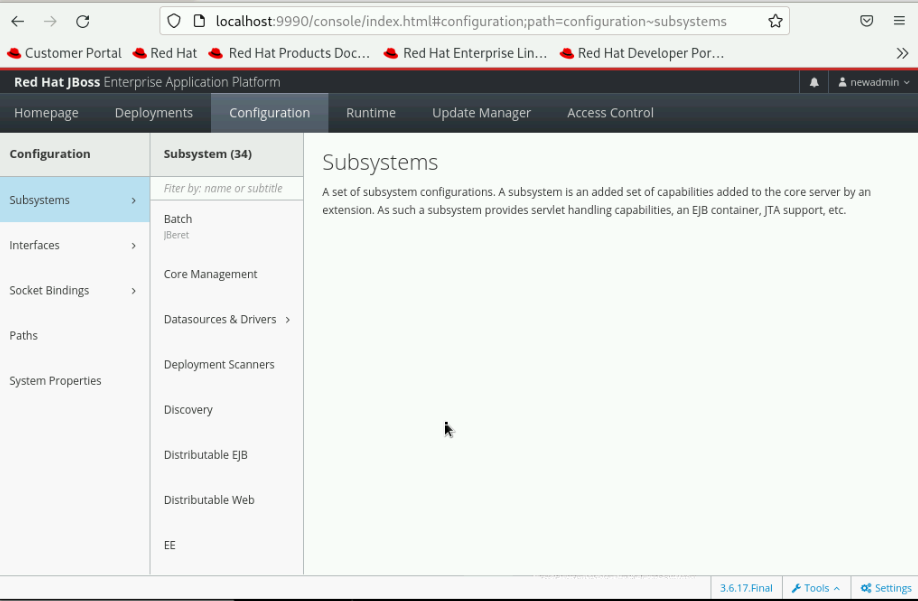 localhost:9990/console/index.html#configuration;path=configuration~subsystems
Customer Portal Red Hat Red Hat Products Doc... Red Hat Enterprise Lin... Red Hat Developer Por...
Red Hat JBoss Enterprise Application Platform newadmin
Homepage Deployments Configuration Runtime Update Manager Access Control
Configuration
Subsystems
Interfaces
Socket Bindings
Paths
System Properties
Subsystem (34)
Fiter by: name or subtitle
Batch
JBeret
Core Management
Datasources & Drivers
Deployment Scanners
Discovery
Distributable EJB
Distributable Web
EE
Subsystems
A set of subsystem configurations. A subsystem is an added set of capabilities added to the core server by an
extension. As such a subsystem provides servlet handling capabilities, an EJB container, JTA support, etc.
3.6.17.Final Tools Settings